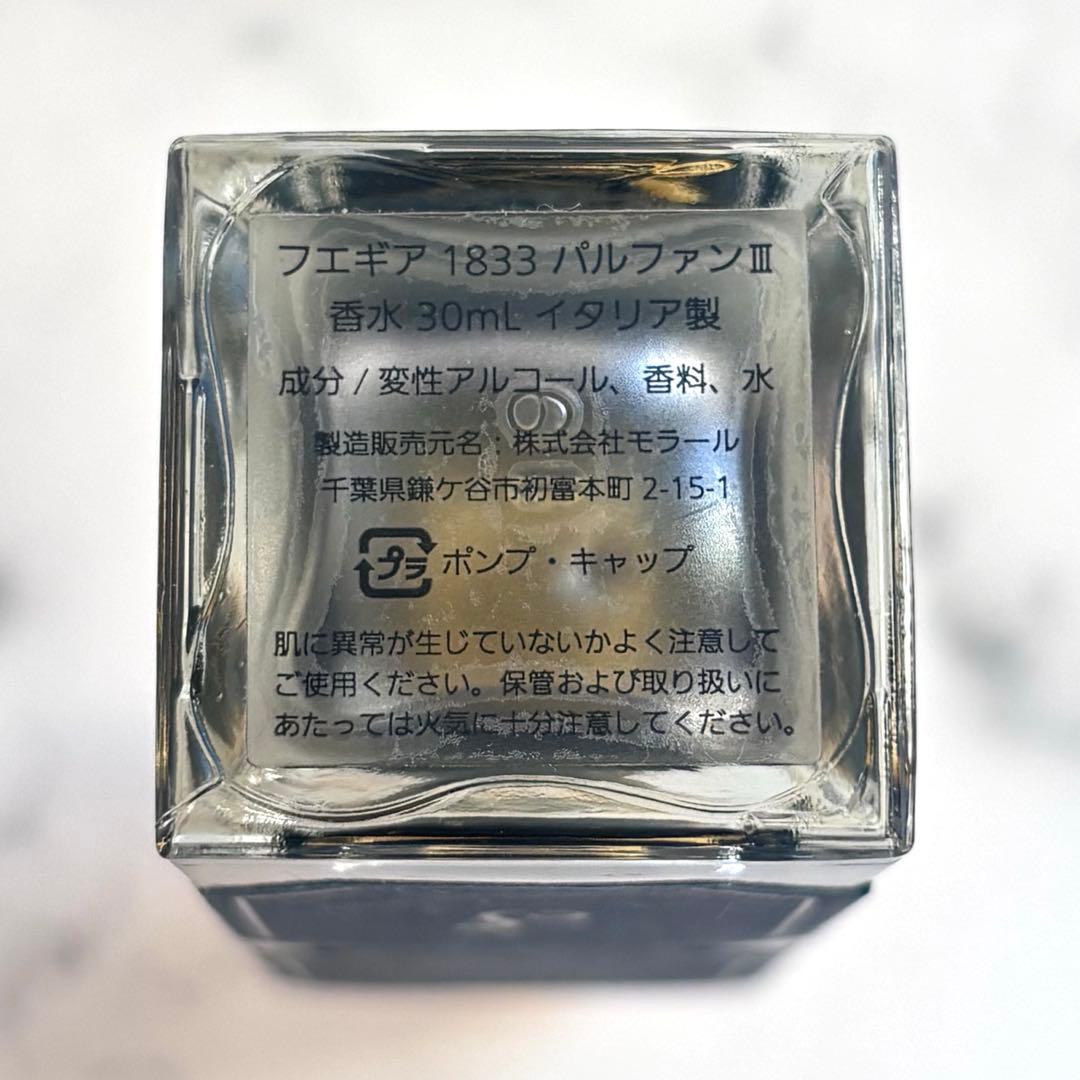 フエギア 1833 パルファンⅢ
香水 30mL イタリア製
成分 / 変性アルコール、香料、水
製造販売元名：株式会社モラール
千葉県鎌ケ谷市初富本町 2-15-1
プラ ポンプ・キャップ
肌に異常が生じていないかよく注意して
ご使用ください。保管および取り扱いに
あたっては火気に十分注意してください。